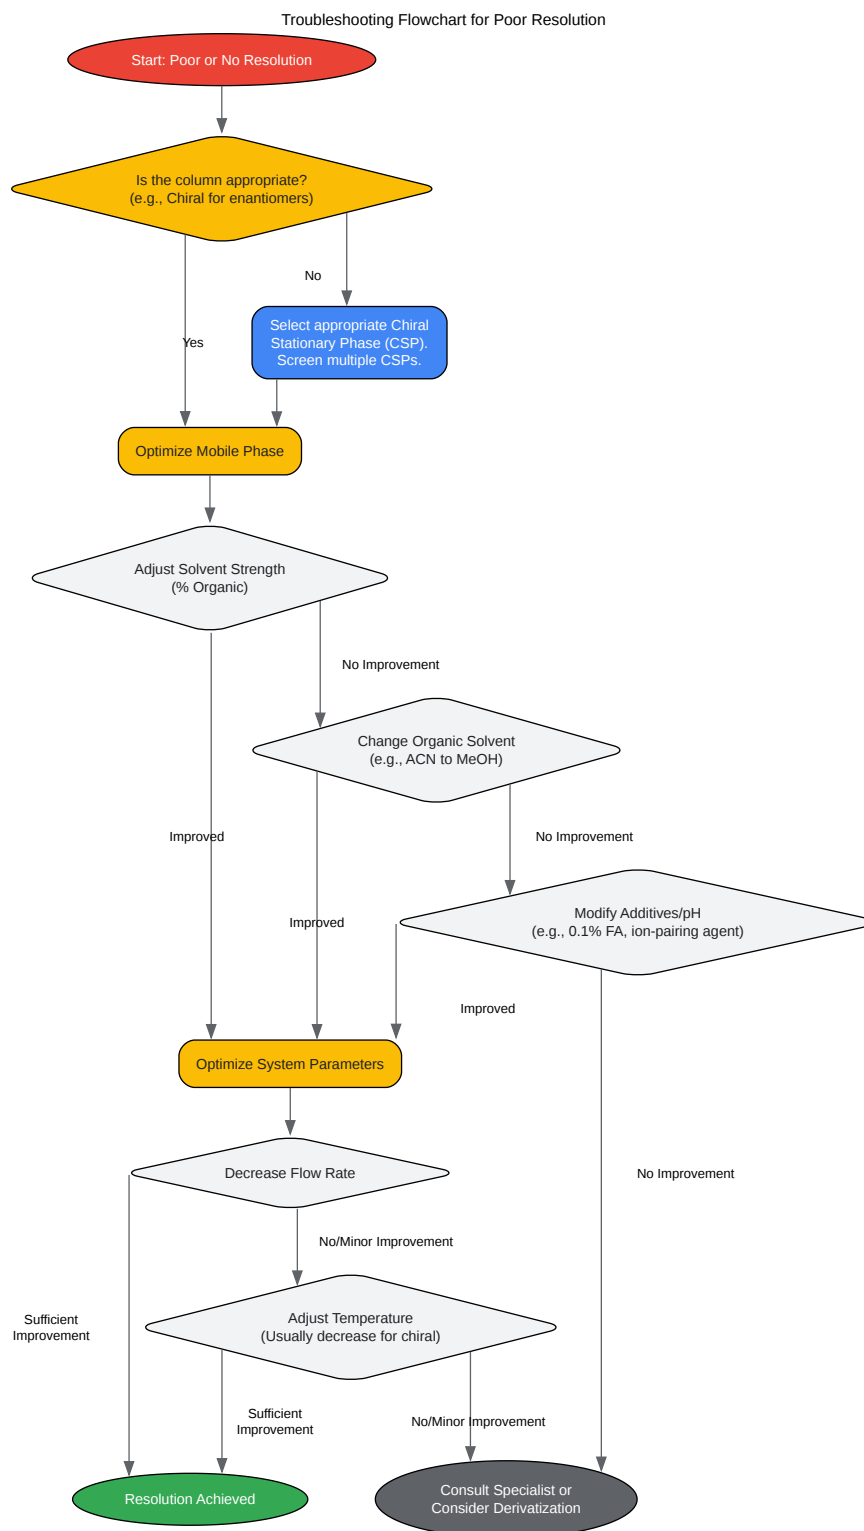 Troubleshooting Flowchart for Poor Resolution
Start: Poor or No Resolution
Is the column appropriate?
(e.g., Chiral for enantiomers)
No
Select appropriate Chiral
Stationary Phase (CSP).
Screen multiple CSPs.
Yes
Optimize Mobile Phase
Adjust Solvent Strength
(% Organic)
No Improvement
Change Organic Solvent
(e.g., ACN to MeOH)
Improved
No Improvement
Modify Additives/pH
(e.g., 0.1% FA, ion-pairing agent)
Improved
Improved
Optimize System Parameters
Decrease Flow Rate
No Improvement
No/Minor Improvement
Adjust Temperature
(Usually decrease for chiral)
Sufficient
Improvement
Sufficient
Improvement
No/Minor Improvement
Resolution Achieved
Consult Specialist or
Consider Derivatization